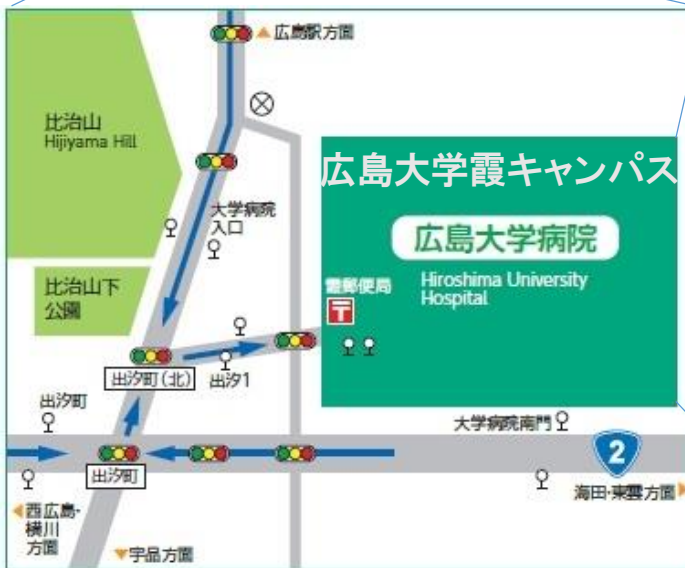 広島駅方面
比治山
Hijiyama Hill
広島大学霞キャンパス
大学病院
入口
広島大学病院
Hiroshima University
Hospital
霞郵便局
比治山下
公園
出汐町(北)
出汐1
出汐町
大学病院南門
2
出汐町
海田・東雲方面
西広島・
横川
方面
宇品方面